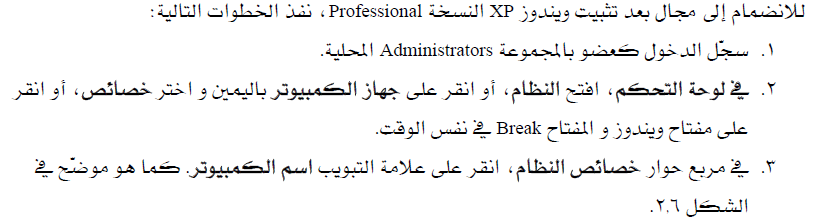 للانضمام إلى مجال بعد تثبيت ويندوز XP النسخة Professional، نفذ الخطوات التالية:
١. سجّل الدخول كعضو بالمجموعة Administrators المحلية.
٢. في لوحة التحكم، افتح النظام، أو انقر على جهاز الكمبيوتر باليمين و اختر خصائص، أو انقر
على مفتاح ويندوز و المفتاح Break في نفس الوقت.
٣. في مربع حوار خصائص النظام، انقر على علامة التبويب اسم الكمبيوتر. كما هو موضّح في
الشكل ٢.٦.